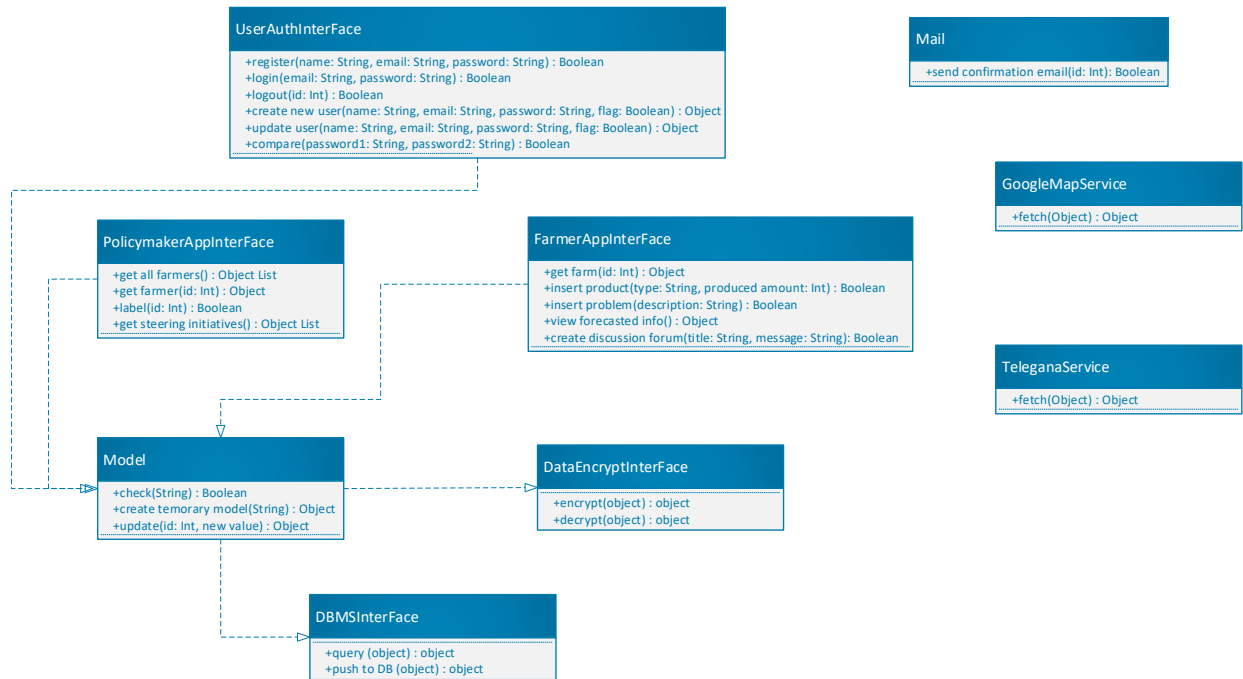 UserAuthInterFace
+register(name: String, email: String, password: String) : Boolean
+login(email: String, password: String) : Boolean
+logout(id: Int) : Boolean
+create new user(name: String, email: String, password: String, flag: Boolean) : Object
+update user(name: String, email: String, password: String, flag: Boolean) : Object
+compare(password1: String, password2: String) : Boolean
Mail
+send confirmation email(id: Int): Boolean
GoogleMapService
+fetch(Object) : Object
PolicymakerAppInterFace
+get all farmers() : Object List
+get farmer(id: Int) : Object
+label(id: Int) : Boolean
+get steering initiatives() : Object List
FarmerAppInterFace
+get farm(id: Int) : Object
+insert product(type: String, produced amount: Int) : Boolean
+insert problem(description: String) : Boolean
+view forecasted info() : Object
+create discussion forum(title: String, message: String): Boolean
TeleganaService
+fetch(Object) : Object
Model
+check(String) : Boolean
+create temorary model(String) : Object
+update(id: Int, new value) : Object
DataEncryptInterFace
+encrypt(object) : object
+decrypt(object) : object
DBMSInterFace
+query (object) : object
+push to DB (object) : object